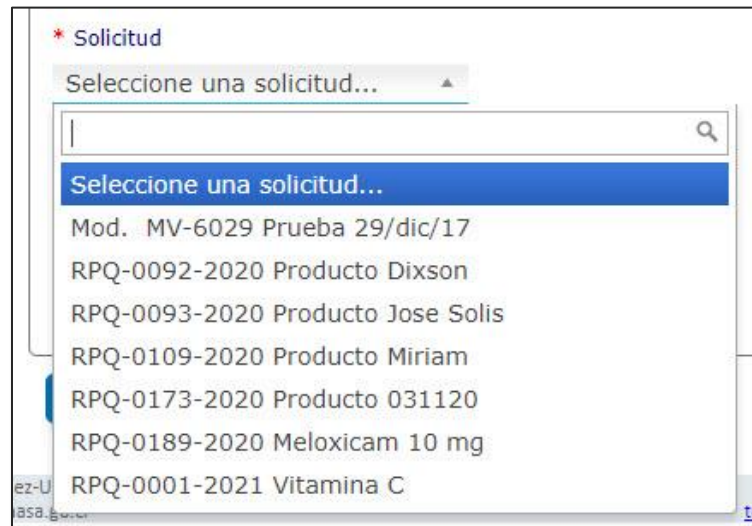 * Solicitud
Seleccione una solicitud...
Seleccione una solicitud...
Mod. MV-6029 Prueba 29/dic/17
RPQ-0092-2020 Producto Dixson
RPQ-0093-2020 Producto Jose Solis
RPQ-0109-2020 Producto Miriam
RPQ-0173-2020 Producto 031120
RPQ-0189-2020 Meloxicam 10 mg
RPQ-0001-2021 Vitamina C
ez-U